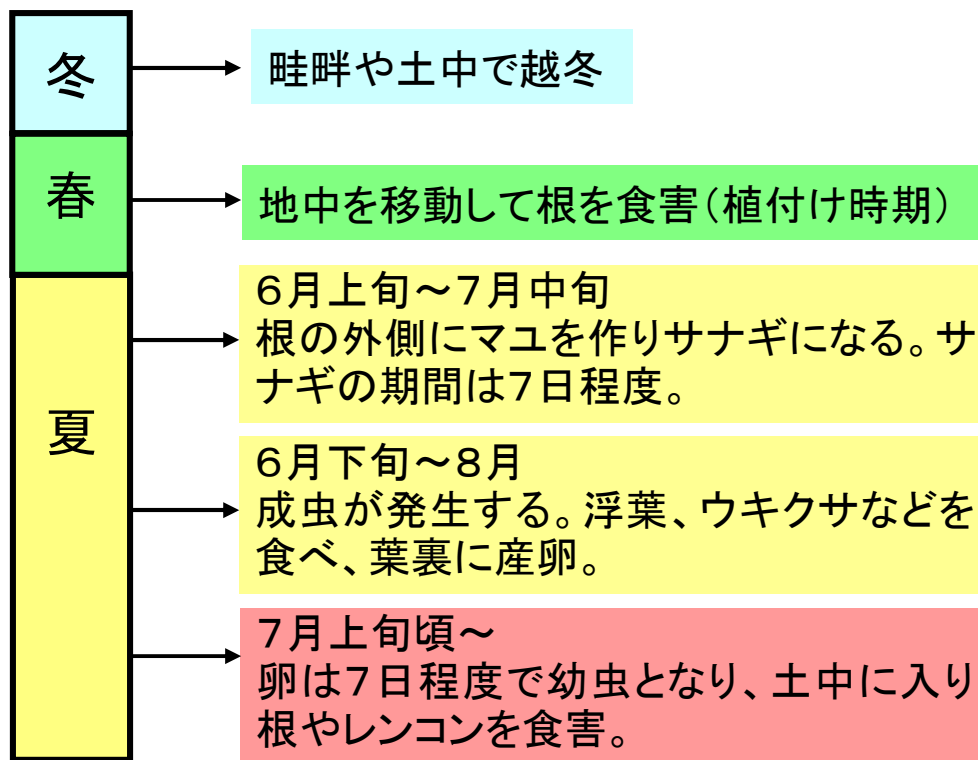 冬
畦畔や土中で越冬
春
地中を移動して根を食害（植付け時期）
夏
６月上旬～７月中旬
根の外側にマユを作りサナギになる。サ
ナギの期間は７日程度。
６月下旬～８月
成虫が発生する。浮葉、ウキクサなどを
食べ、葉裏に産卵。
７月上旬頃～
卵は７日程度で幼虫となり、土中に入り
根やレンコンを食害。